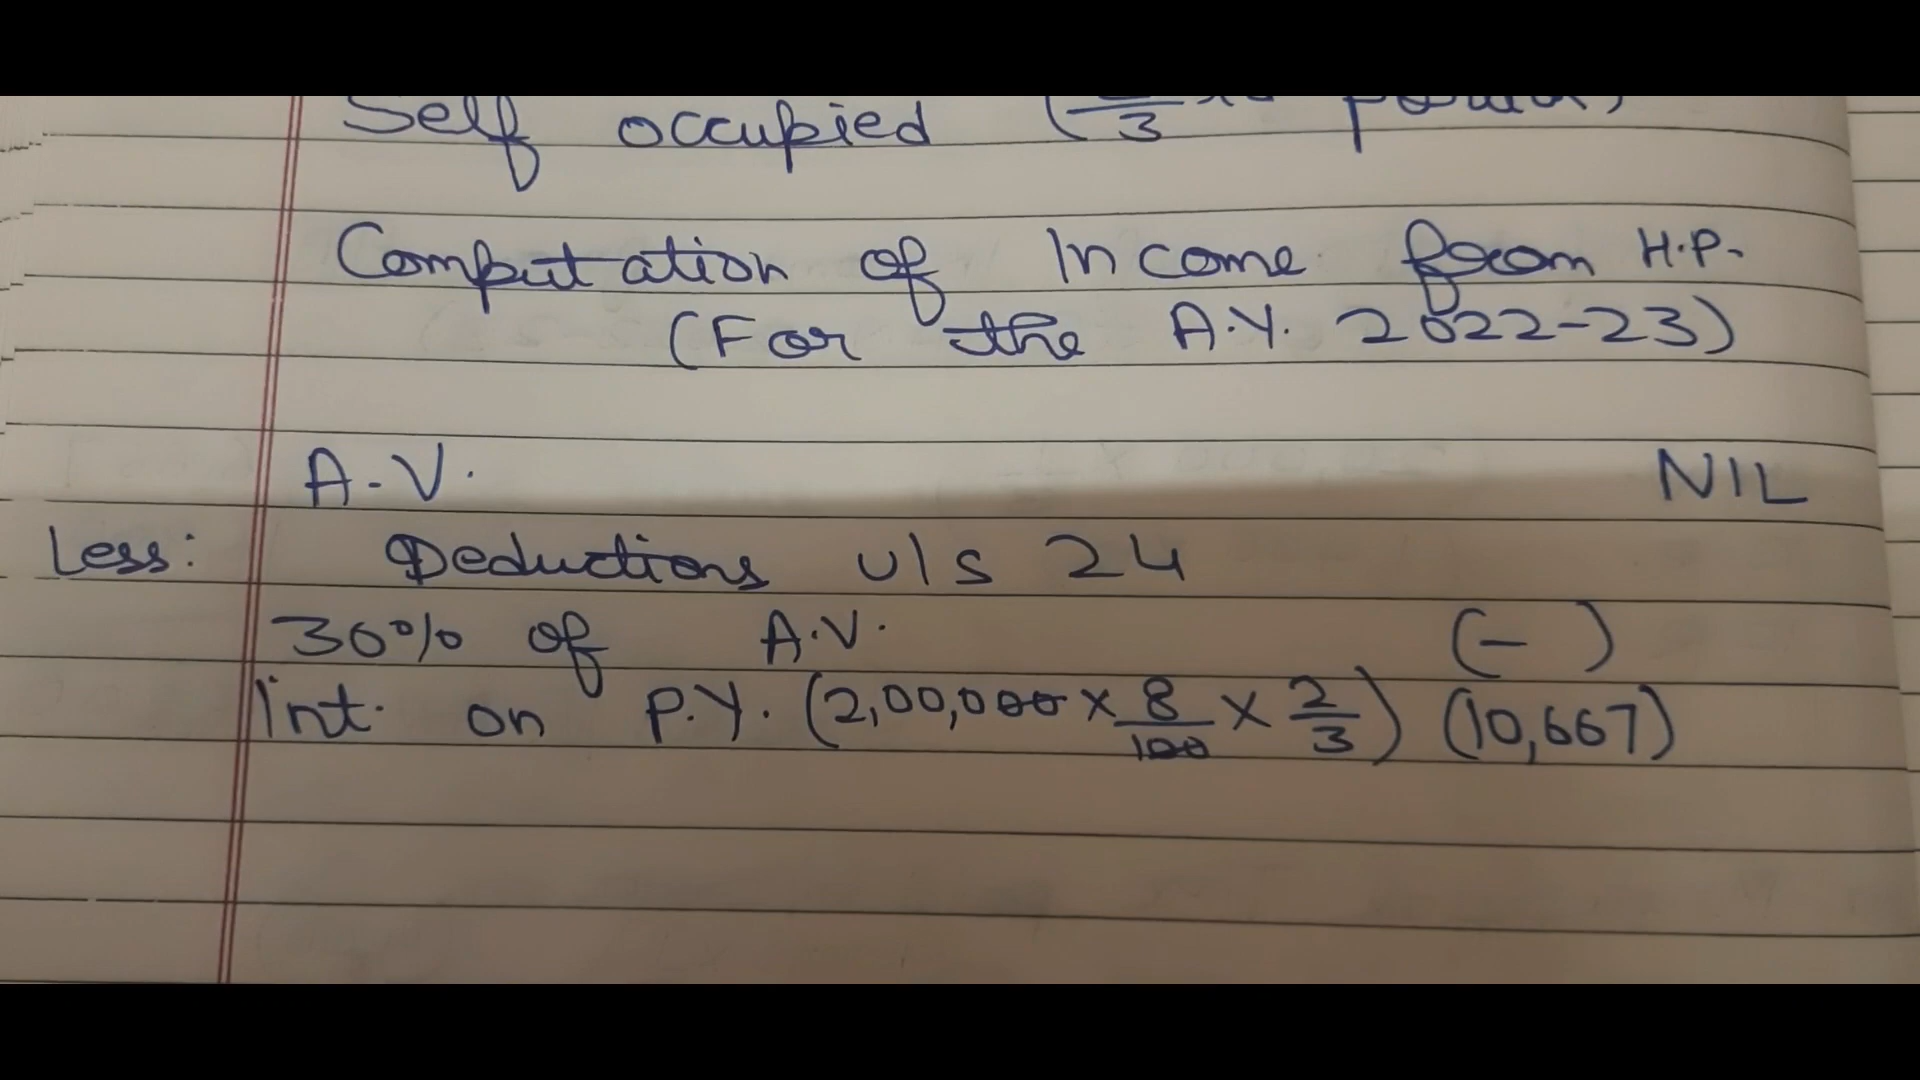 Self occupied (/3
Computation of Income from H.P.
(For the A.Y. 2022-23)
A.V. NIL
Less: Deductions u/s 24
30% of A.V. (-)
int. on P.Y. (2,00,000 × 8/100 × 2/3) (10,667)